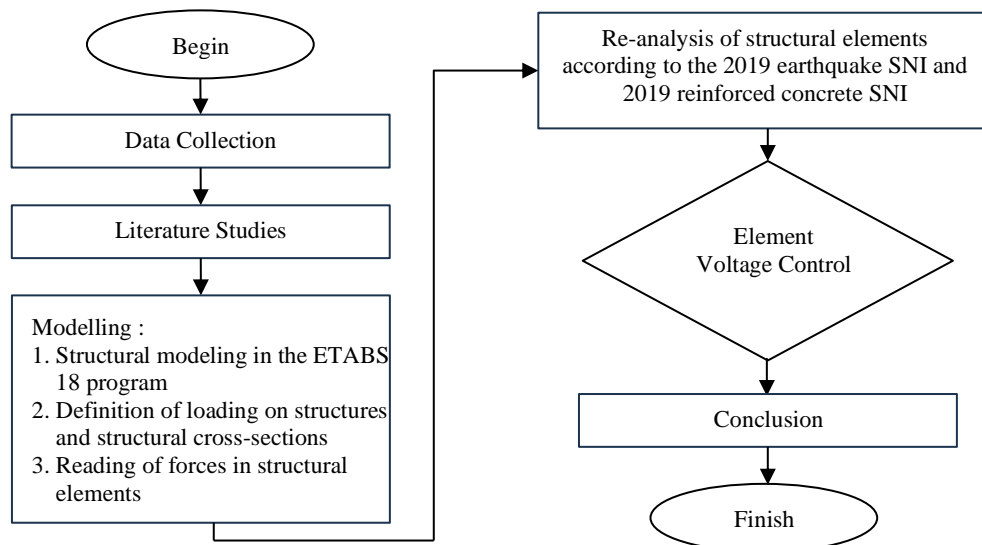 Begin
Data Collection
Literature Studies
Modelling :
1. Structural modeling in the ETABS
18 program
2. Definition of loading on structures
and structural cross-sections
3. Reading of forces in structural
elements
Re-analysis of structural elements
according to the 2019 earthquake SNI and
2019 reinforced concrete SNI
Element
Voltage Control
Conclusion
Finish